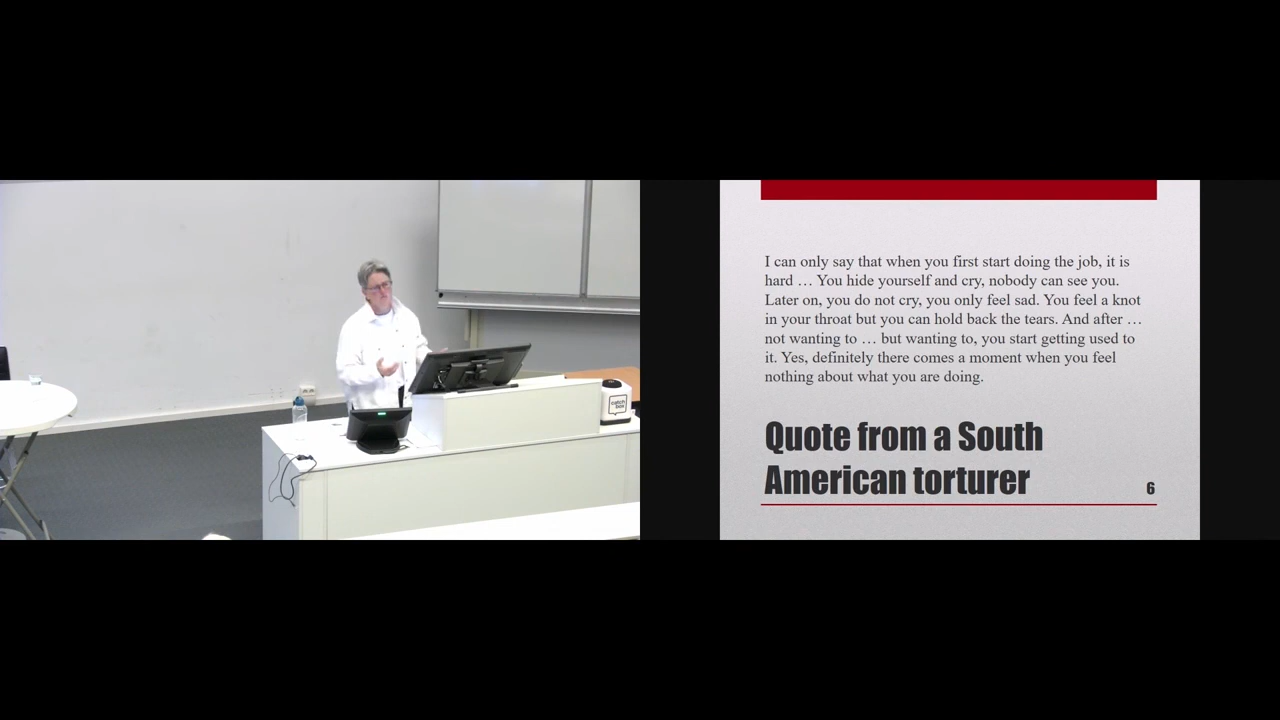 I can only say that when you first start doing the job, it is
hard … You hide yourself and cry, nobody can see you.
Later on, you do not cry, you only feel sad. You feel a knot
in your throat but you can hold back the tears. And after …
not wanting to … but wanting to, you start getting used to
it. Yes, definitely there comes a moment when you feel
nothing about what you are doing.
Quote from a South
American torturer
6
catch
box